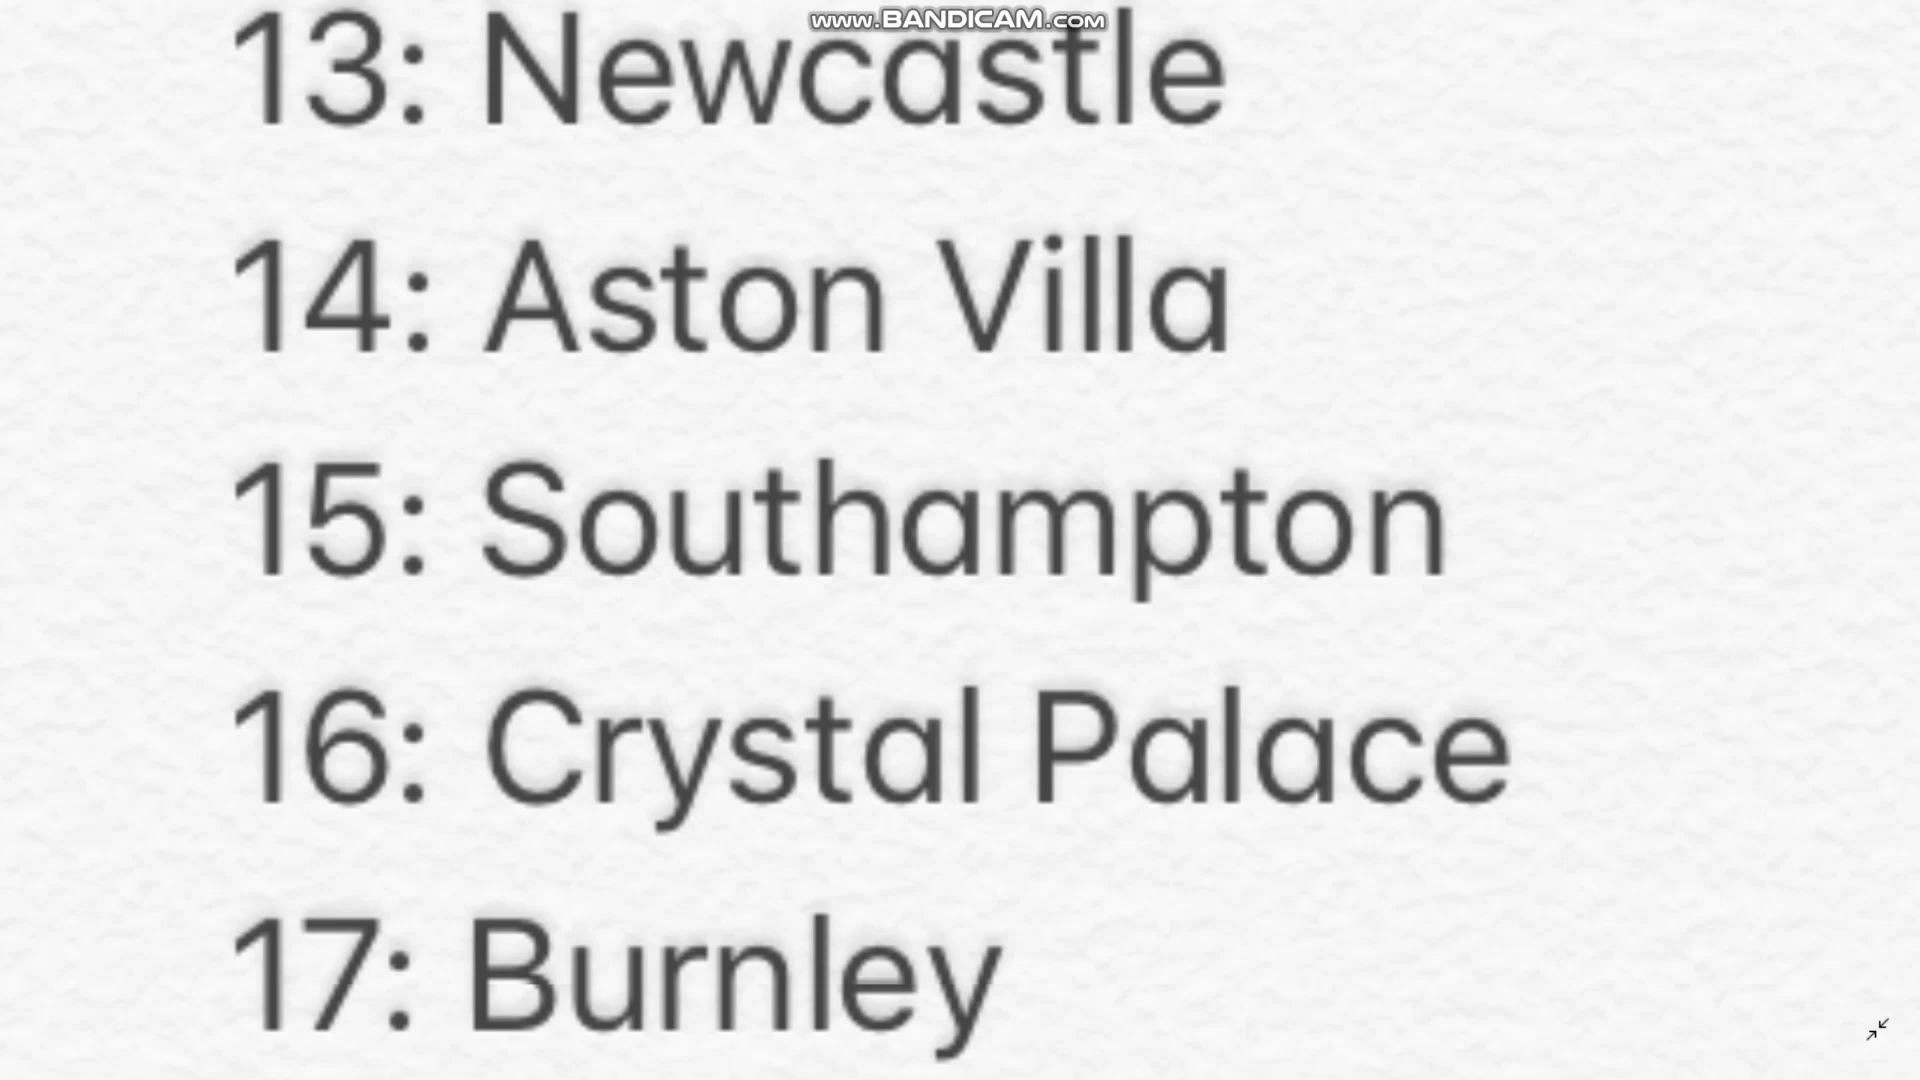 www.BANDICAM.com
13: Newcastle
14: Aston Villa
15: Southampton
16: Crystal Palace
17: Burnley